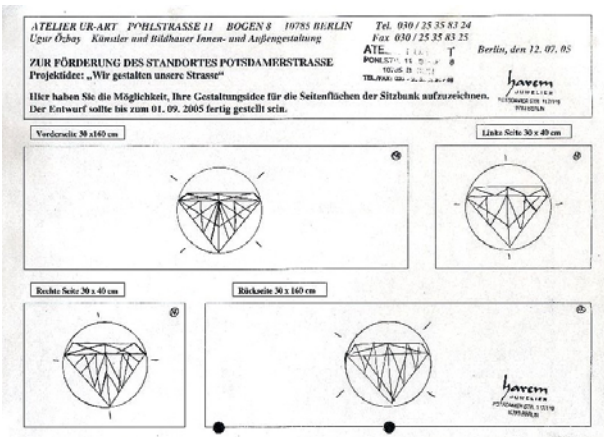 ATELIER UR-ART POHLSTRASSE 11 BOGEN 8 10785 BERLIN
Ugur Özbay Künstler und Bildhauer Innen- und Außengestaltung
Tel. 030 / 25 35 83 24
Fax 030 / 25 35 83 25
Berlin, den 12. 07. 05
ZUR FÖRDERUNG DES STANDORTES POTSDAMERSTRASSE
Projektidee: „Wir gestalten unsere Strasse“
harem
JUWELIER
Hier haben Sie die Möglichkeit, Ihre Gestaltungsidee für die Seitenflächen der Sitzbank aufzuzeichnen.
Der Entwurf sollte bis zum 01. 09. 2005 fertig gestellt sein.
Vorderseite 30 x160 cm
Linke Seite 30 x 40 cm
Rechte Seite 30 x 40 cm
Rückseite 30 x 160 cm
harem
JUWELIER